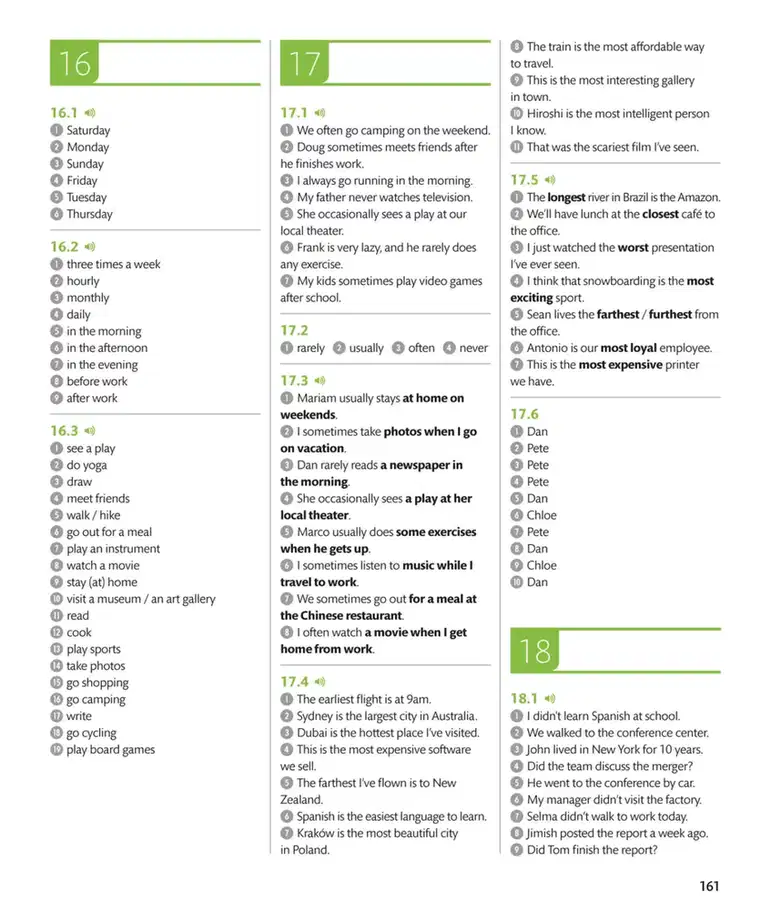 16
16.1
1 Saturday
2 Monday
3 Sunday
4 Friday
5 Tuesday
6 Thursday
16.2
1 three times a week
2 hourly
3 monthly
4 daily
5 in the morning
6 in the afternoon
7 in the evening
8 before work
9 after work
16.3
1 see a play
2 do yoga
3 draw
4 meet friends
5 walk / hike
6 go out for a meal
7 play an instrument
8 watch a movie
9 stay (at) home
10 visit a museum / an art gallery
11 read
12 cook
13 play sports
14 take photos
15 go shopping
16 go camping
17 write
18 go cycling
19 play board games
17
17.1
1 We often go camping on the weekend.
2 Doug sometimes meets friends after
he finishes work.
3 I always go running in the morning.
4 My father never watches television.
5 She occasionally sees a play at our
local theater.
6 Frank is very lazy, and he rarely does
any exercise.
7 My kids sometimes play video games
after school.
17.2
1 rarely 2 usually 3 often 4 never
17.3
1 Mariam usually stays at home on
weekends.
2 I sometimes take photos when I go
on vacation.
3 Dan rarely reads a newspaper in
the morning.
4 She occasionally sees a play at her
local theater.
5 Marco usually does some exercises
when he gets up.
6 I sometimes listen to music while I
travel to work.
7 We sometimes go out for a meal at
the Chinese restaurant.
8 I often watch a movie when I get
home from work.
17.4
1 The earliest flight is at 9am.
2 Sydney is the largest city in Australia.
3 Dubai is the hottest place I've visited.
4 This is the most expensive software
we sell.
5 The farthest I've flown is to New
Zealand.
6 Spanish is the easiest language to learn.
7 Kraków is the most beautiful city
in Poland.
8 The train is the most affordable way
to travel.
9 This is the most interesting gallery
in town.
10 Hiroshi is the most intelligent person
I know.
11 That was the scariest film I've seen.
17.5
1 The longest river in Brazil is the Amazon.
2 We'll have lunch at the closest café to
the office.
3 I just watched the worst presentation
I've ever seen.
4 I think that snowboarding is the most
exciting sport.
5 Sean lives the farthest / furthest from
the office.
6 Antonio is our most loyal employee.
7 This is the most expensive printer
we have.
17.6
1 Dan
2 Pete
3 Pete
4 Pete
5 Dan
6 Chloe
7 Pete
8 Dan
9 Chloe
10 Dan
18
18.1
1 I didn't learn Spanish at school.
2 We walked to the conference center.
3 John lived in New York for 10 years.
4 Did the team discuss the merger?
5 He went to the conference by car.
6 My manager didn't visit the factory.
7 Selma didn't walk to work today.
8 Jimish posted the report a week ago.
9 Did Tom finish the report?
161